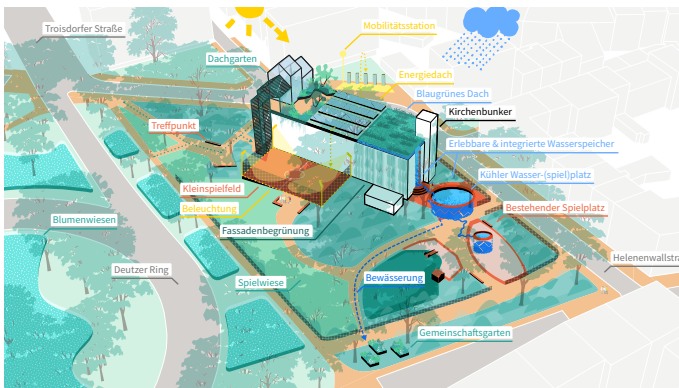 Troisdorfer Straße
Mobilitätsstation
Dachgarten
Energiedach
Blaugrünes Dach
Kirchenbunker
Treffpunkt
Erlebbare & integrierte Wasserspeicher
Kühler Wasser-(spiel)platz
Kleinspielfeld
Beleuchtung
Bestehender Spielplatz
Blumenwiesen
Fassadenbegrünung
Helenenwallstra
Deutzer Ring
Spielwiese
Bewässerung
Gemeinschaftsgarten